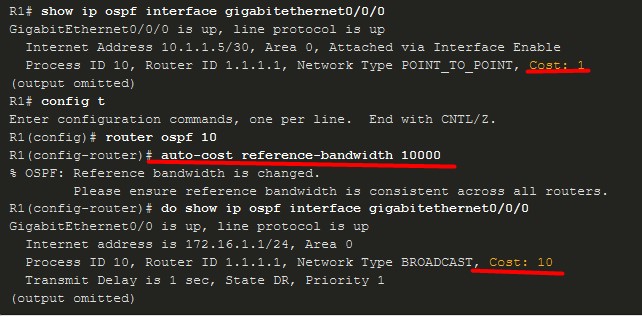 R1# show ip ospf interface gigabitethernet0/0/0
GigabitEthernet0/0/0 is up, line protocol is up
Internet Address 10.1.1.5/30, Area 0, Attached via Interface Enable
Process ID 10, Router ID 1.1.1.1, Network Type POINT_TO_POINT, Cost: 1
(output omitted)
R1# config t
Enter configuration commands, one per line.  End with CNTL/Z.
R1(config)# router ospf 10
R1(config-router)# auto-cost reference-bandwidth 10000
% OSPF: Reference bandwidth is changed.
Please ensure reference bandwidth is consistent across all routers.
R1(config-router)# do show ip ospf interface gigabitethernet0/0/0
GigabitEthernet0/0 is up, line protocol is up
Internet address is 172.16.1.1/24, Area 0
Process ID 10, Router ID 1.1.1.1, Network Type BROADCAST, Cost: 10
Transmit Delay is 1 sec, State DR, Priority 1
(output omitted)